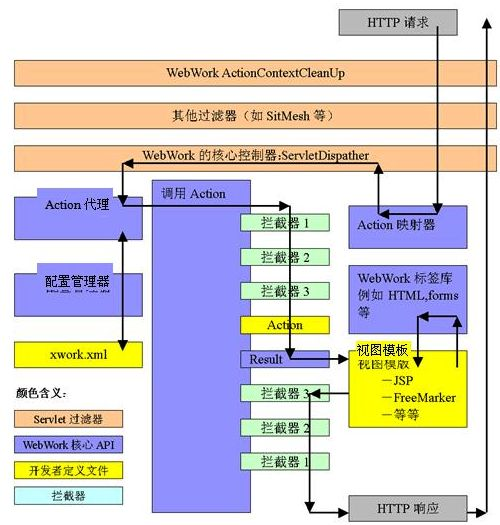 HTTP 请求
WebWork ActionContextCleanUp
其他过滤器（如 SitMesh 等）
WebWork 的核心控制器:ServletDispather
Action 代理
调用 Action
拦截器 1
Action 映射器
拦截器 2
配置管理器
WebWork 标签库
例如 HTML,forms
等
拦截器 3
Action
xwork.xml
Result
视图模板
视图模版
－JSP
－FreeMarker
－等等
颜色含义：
拦截器 3
Servlet 过滤器
拦截器 2
WebWork 核心 API
拦截器 1
开发者定义文件
拦截器
HTTP 响应